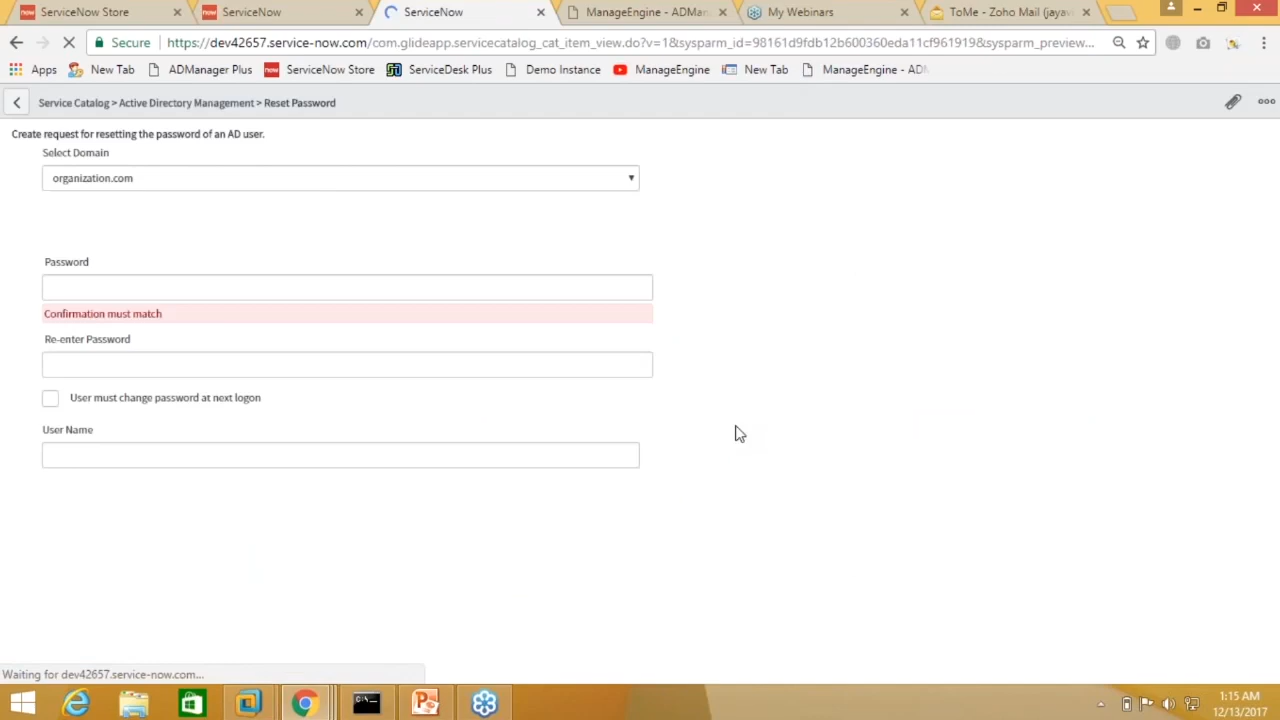 ServiceNow Store
ServiceNow
ServiceNow
ManageEngine - ADMan
My Webinars
ToMe - Zoho Mail (jayav
Secure
https://dev42657.service-now.com/com.glideapp.servicecatalog_cat_item_view.do?v=1&sysparm_id=98161d9fdb12b600360eda11cf961919&sysparm_preview...
Apps
New Tab
ADManager Plus
now
ServiceNow Store
ServiceDesk Plus
Demo Instance
ManageEngine
New Tab
ManageEngine - ADM
Service Catalog > Active Directory Management > Reset Password
Create request for resetting the password of an AD user.
Select Domain
organization.com
Password
Confirmation must match
Re-enter Password
User must change password at next logon
User Name
Waiting for dev42657.service-now.com...
1:15 AM
12/13/2017